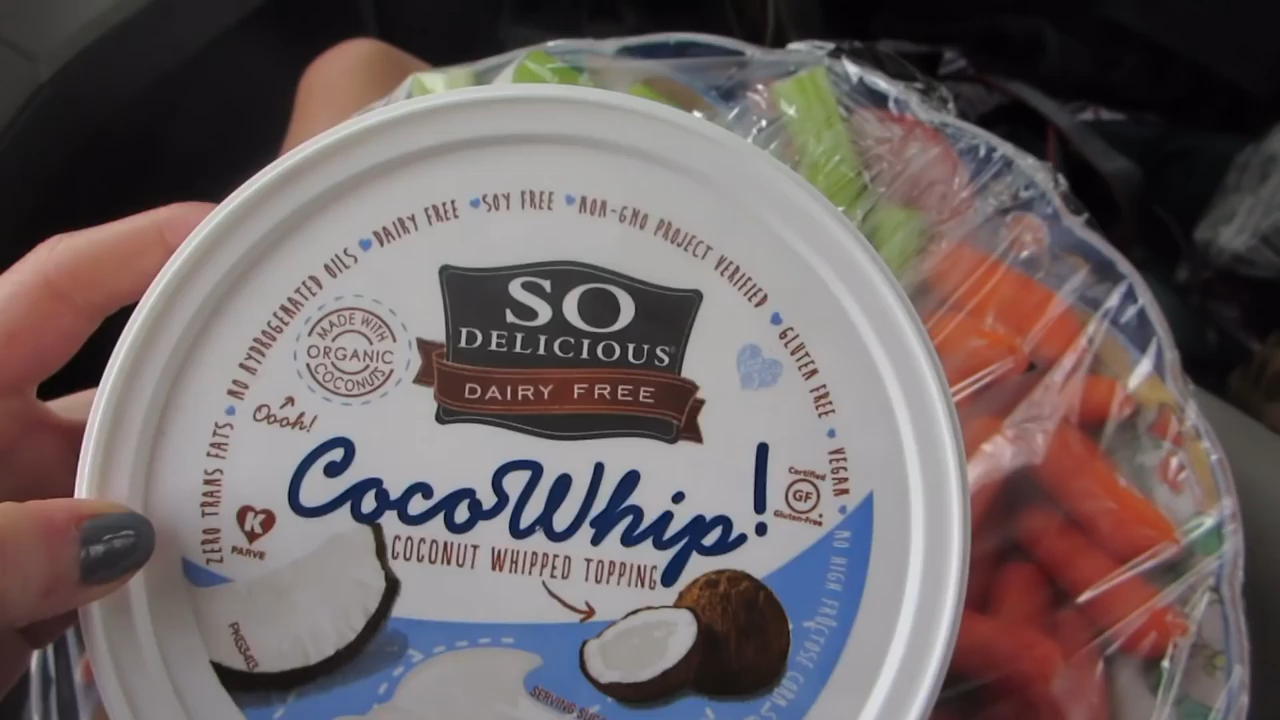 ZERO TRANS FATS NO HYDROGENATED OILS DAIRY FREE SOY FREE NON-GMO PROJECT VERIFIED GLUTEN FREE VEGAN NO HIGH FRUCTOSE CORN
SO
DELICIOUS
DAIRY FREE
MADE WITH
ORGANIC
COCONUTS
Oooh!
CocoWhip!
COCONUT WHIPPED TOPPING
Certified
GF
Gluten-Free
K
PARVE
SERVING